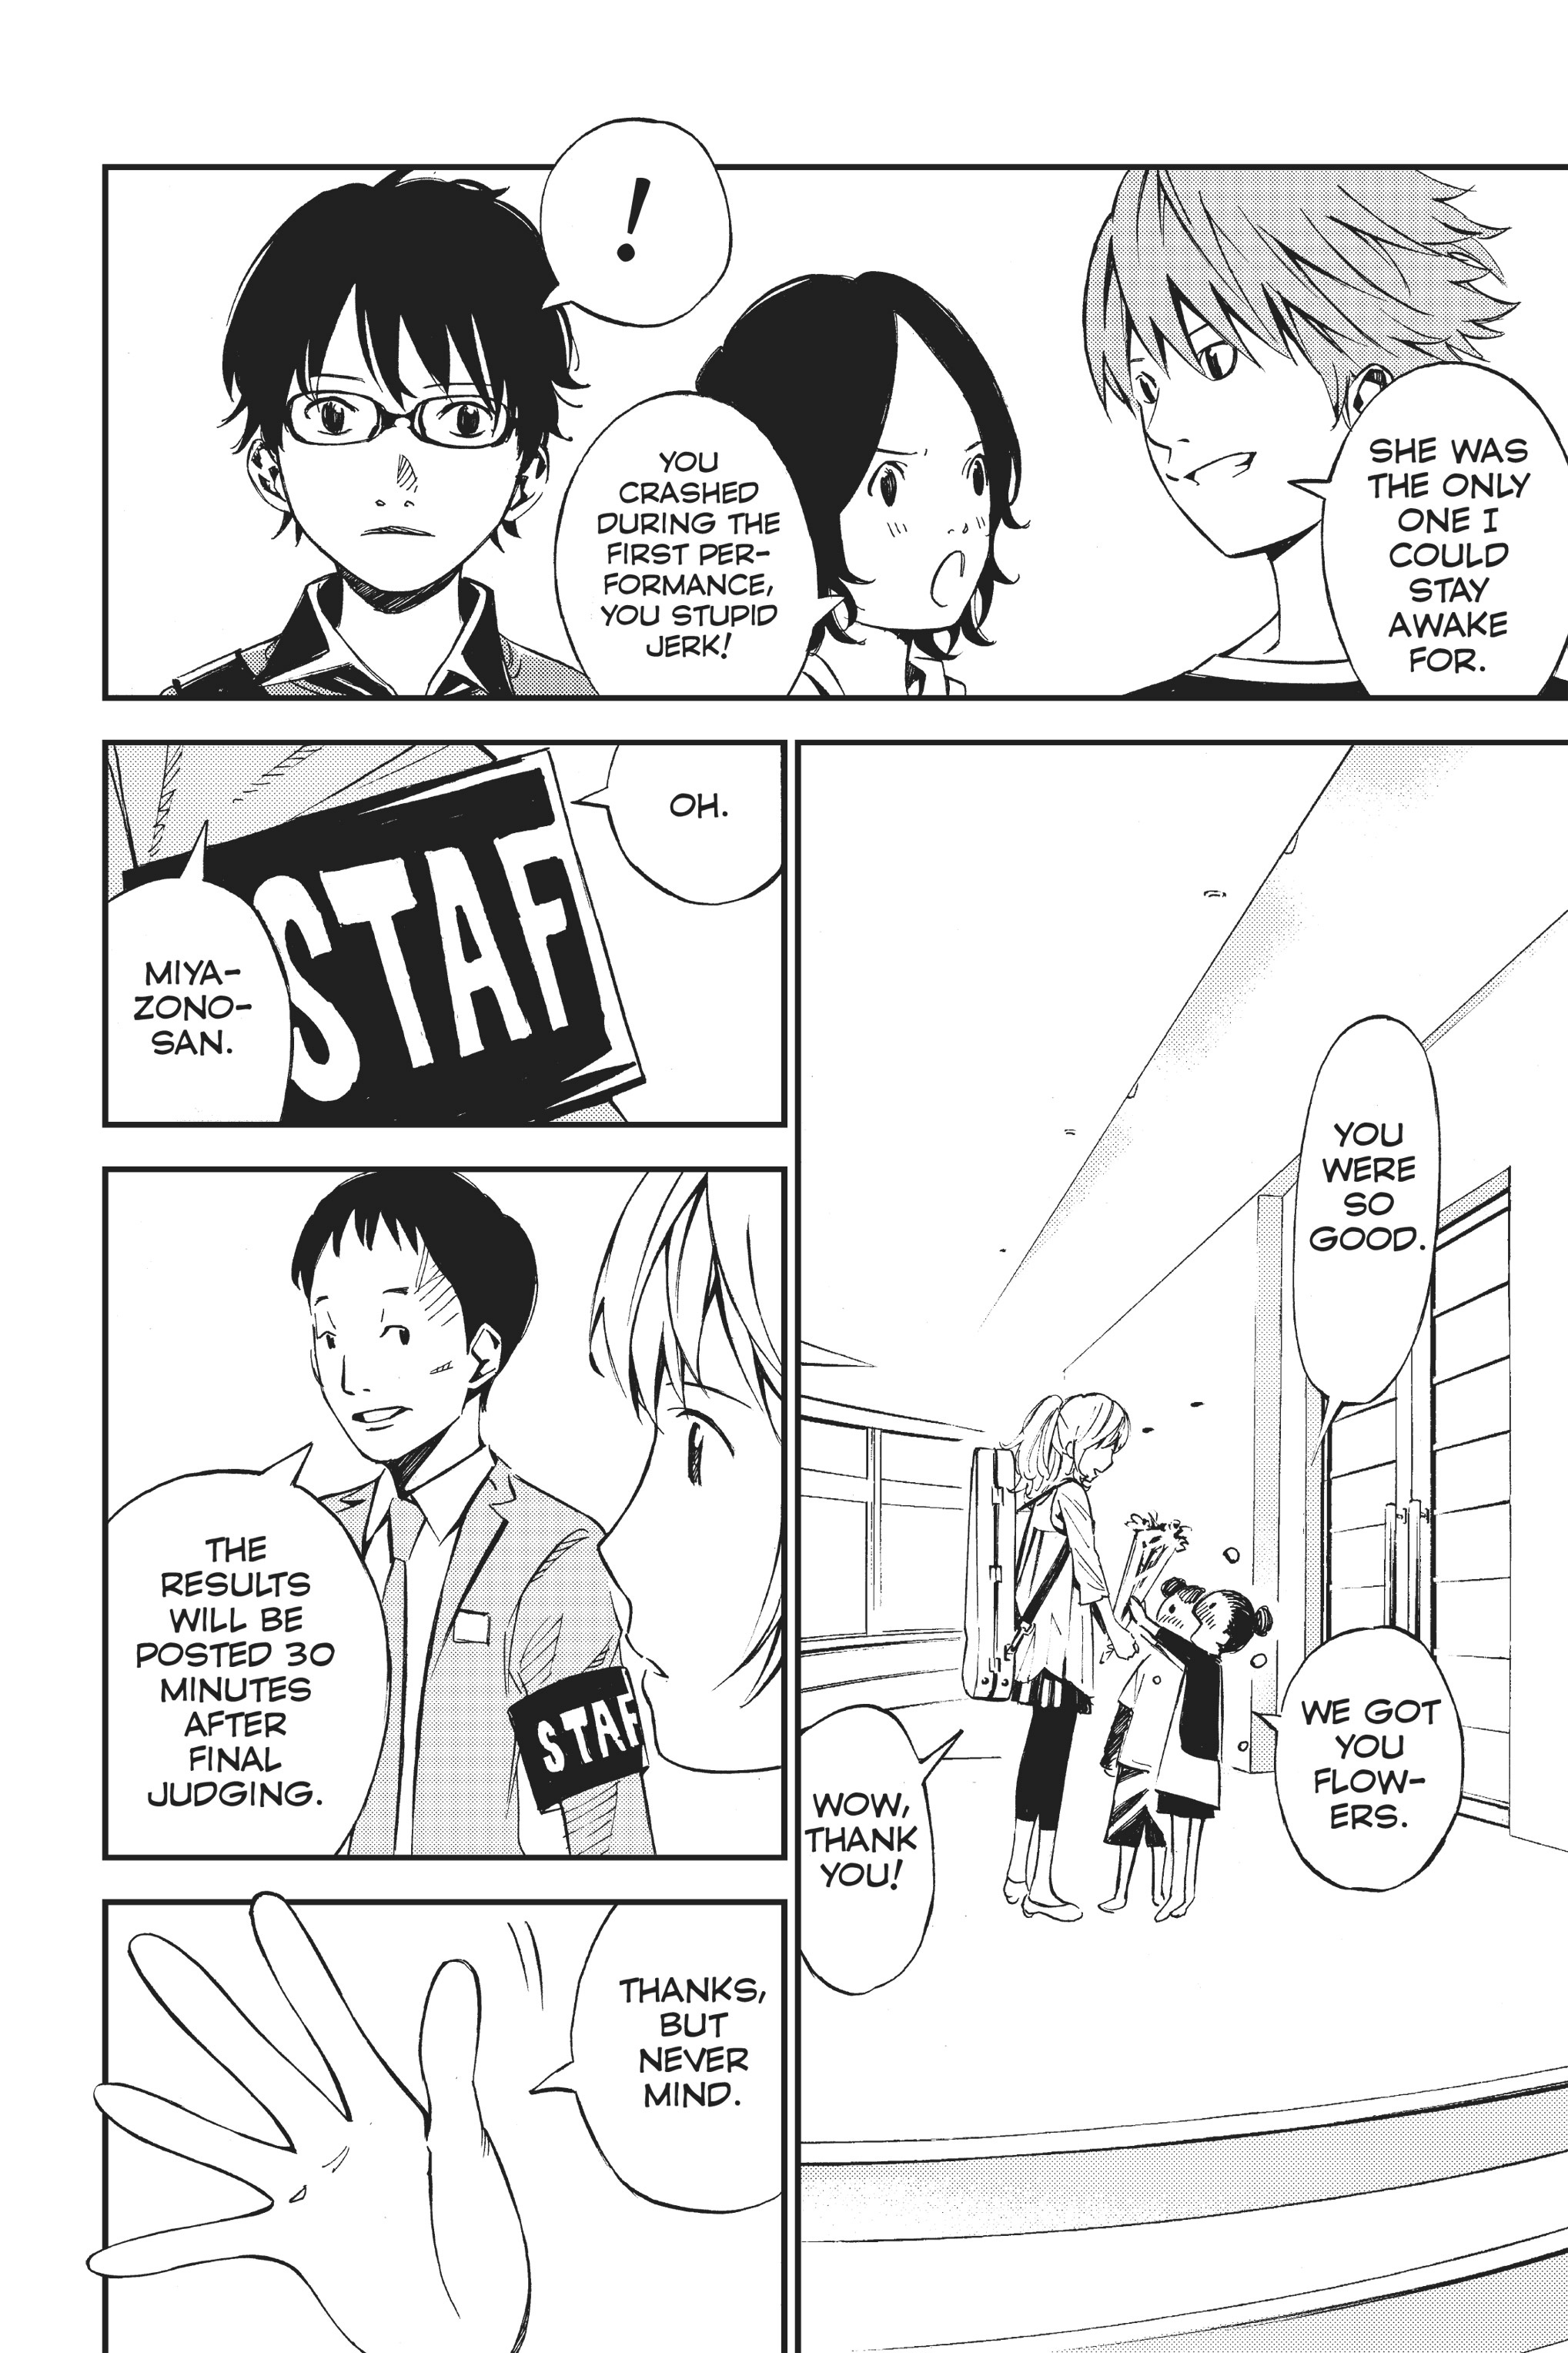 SHE WAS
THE ONLY
ONE I
COULD
STAY
AWAKE
FOR.
YOU
CRASHED
DURING THE
FIRST PER-
FORMANCE,
YOU STUPID
JERK!
!
YOU
WERE
SO
GOOD.
WE GOT
YOU
FLOW-
ERS.
WOW,
THANK
YOU!
OH.
STAF
MIYA-
ZONO-
SAN.
THE
RESULTS
WILL BE
POSTED 30
MINUTES
AFTER
FINAL
JUDGING.
STAF
THANKS,
BUT
NEVER
MIND.